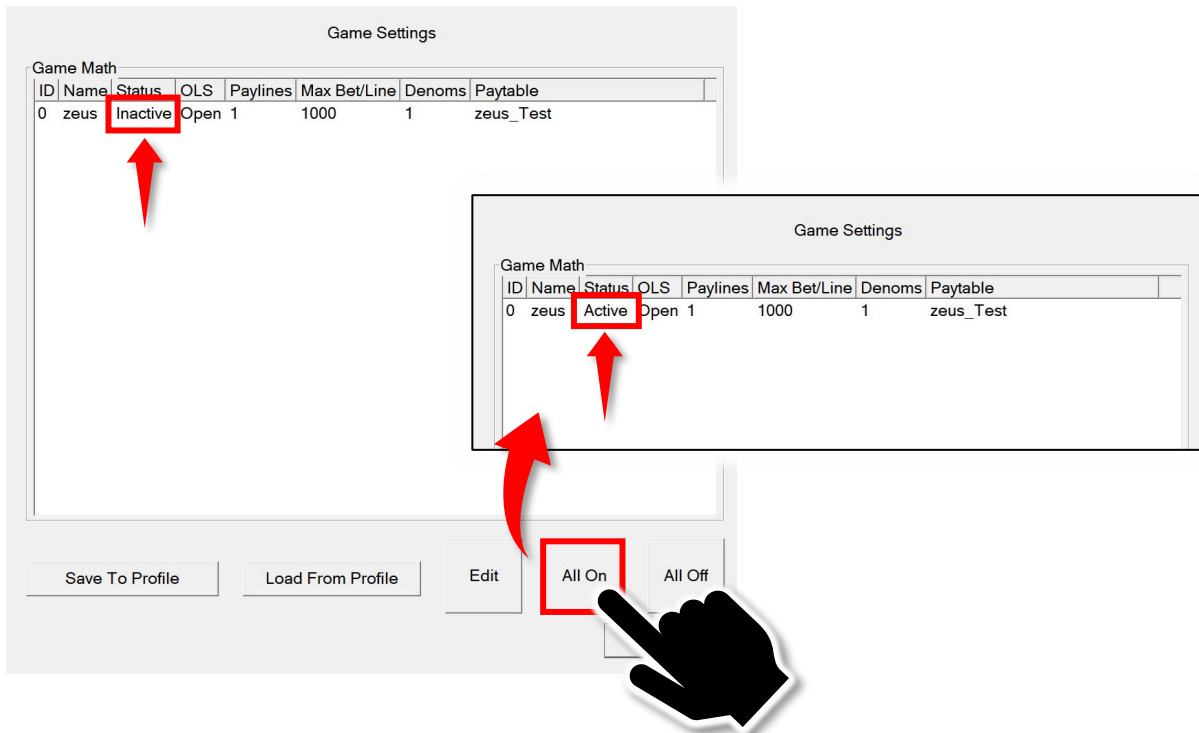 Game Settings
Game Math
ID Name Status OLS Paylines Max Bet/Line Denoms Paytable
0 zeus Inactive Open 1 1000 1 zeus_Test
Game Settings
Game Math
ID Name Status OLS Paylines Max Bet/Line Denoms Paytable
0 zeus Active Open 1 1000 1 zeus_Test
Save To Profile Load From Profile Edit All On All Off